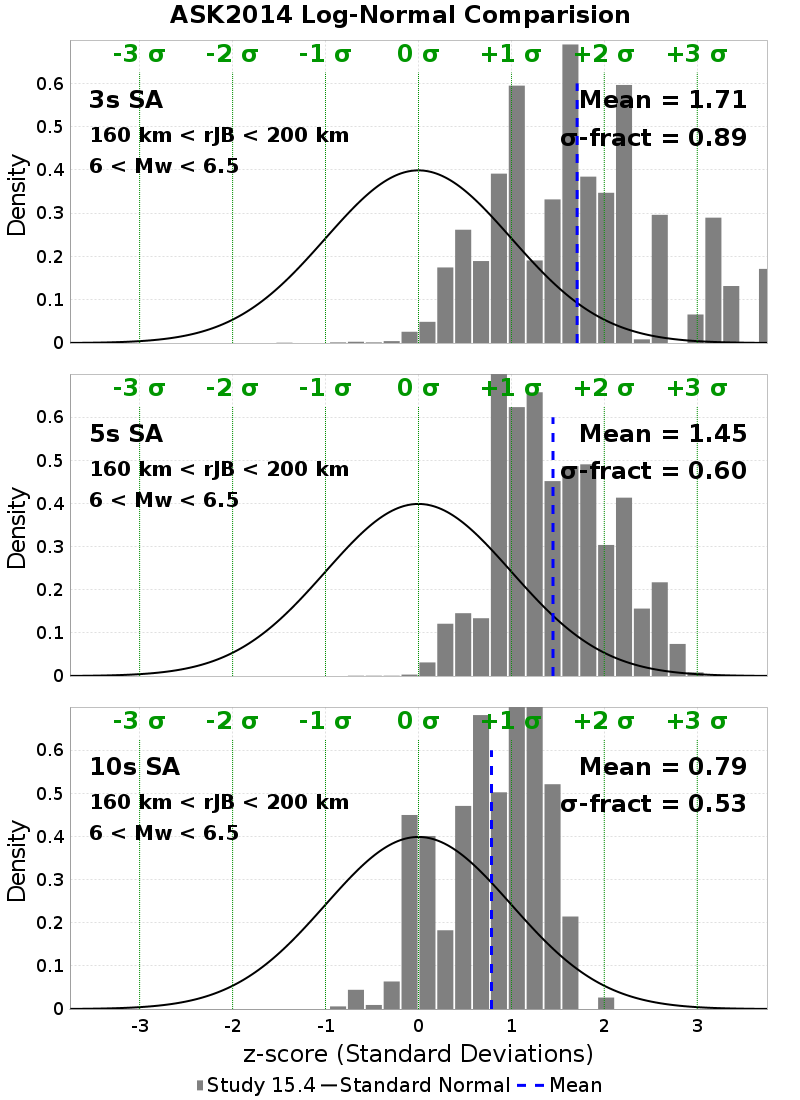 ASK2014 Log-Normal Comparision
-3 σ -2 σ -1 σ 0 σ +1 σ +2 σ +3 σ
3s SA
160 km < rJB < 200 km
6 < Mw < 6.5
Mean = 1.71
σ-fract = 0.89
Density
0.6
0.5
0.4
0.3
0.2
0.1
0
-3 σ -2 σ -1 σ 0 σ +1 σ +2 σ +3 σ
5s SA
160 km < rJB < 200 km
6 < Mw < 6.5
Mean = 1.45
σ-fract = 0.60
Density
0.6
0.5
0.4
0.3
0.2
0.1
0
-3 σ -2 σ -1 σ 0 σ +1 σ +2 σ +3 σ
10s SA
160 km < rJB < 200 km
6 < Mw < 6.5
Mean = 0.79
σ-fract = 0.53
Density
0.6
0.5
0.4
0.3
0.2
0.1
0
-3 -2 -1 0 1 2 3
z-score (Standard Deviations)
Study 15.4 Standard Normal Mean